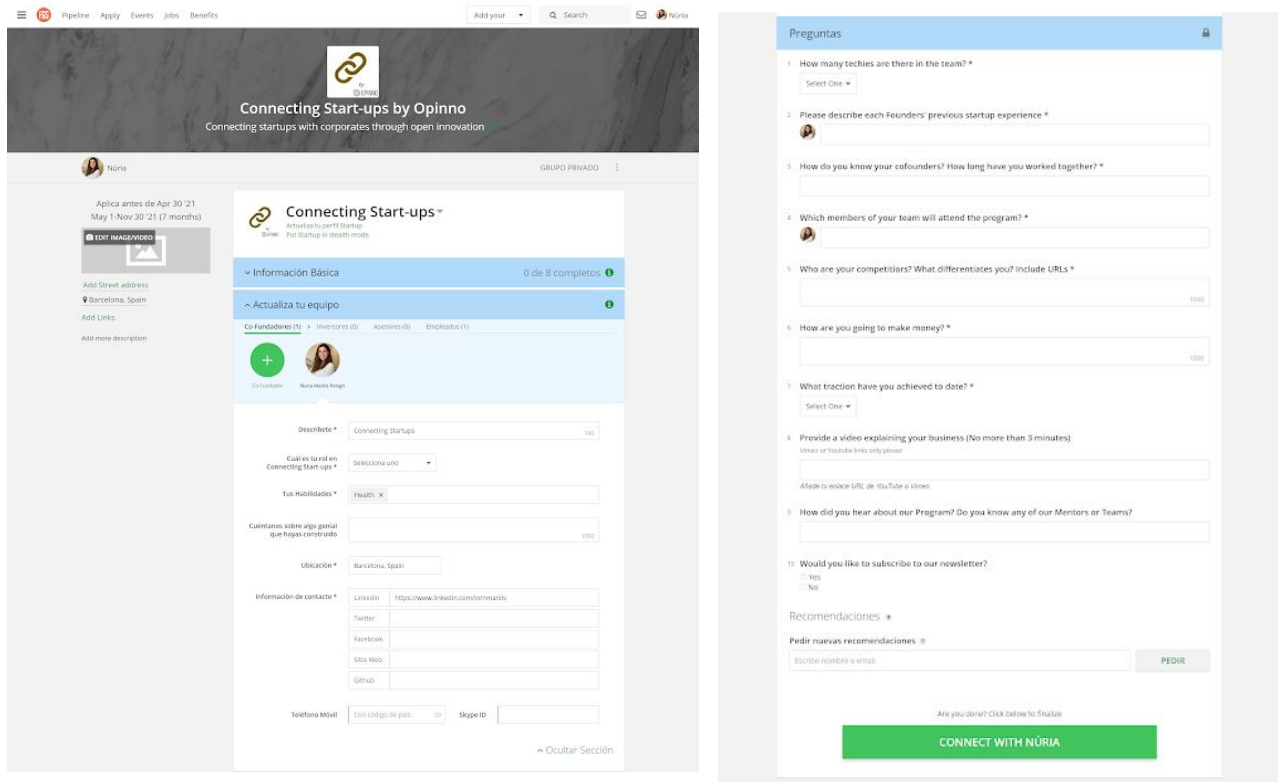 F6S Pipeline Apply Events Jobs Benefits Add your Search Núria
by
OPINNO
Connecting Start-ups by Opinno
Connecting startups with corporates through open innovation
Núria GRUPO PRIVADO
Aplica antes de Apr 30 '21
May 1-Nov 30 '21 (7 months)
EDIT IMAGE/VIDEO
Add Street address
Barcelona, Spain
Add Links
Add more description
Connecting Start-ups
Actualiza tu perfil Startup
Put Startup in stealth mode
Información Básica 0 de 8 completos
Actualiza tu equipo
Co-Fundadores (1) Inversores (0) Asesores (0) Empleados (1)
Co-Fundador
Describete * Connecting Startups 140
Cuál es tu rol en
Connecting Start-ups * Selecciona uno
Tus Habilidades * Health ×
Cuéntanos sobre algo genial
que hayas construido
Ubicación * Barcelona, Spain
Información de contacto * Linkedin https://www.linkedin.com/in/nmanils
Twitter
Facebook
Sitio Web
Github
Teléfono Móvil Con código de país 20 Skype ID
Ocultar Sección
Preguntas
1 How many techies are there in the team? *
Select One
2 Please describe each Founders' previous startup experience *
3 How do you know your cofounders? How long have you worked together? *
4 Which members of your team will attend the program? *
5 Who are your competitiors? What differentiates you? Include URLs *
1000
6 How are you going to make money? *
1000
7 What traction have you achieved to date? *
Select One
8 Provide a video explaining your business (No more than 3 minutes)
Vimeo or Youtube links only please
Añade tu enlace URL de YouTube o Vimeo
9 How did you hear about our Program? Do you know any of our Mentors or Teams?
10 Would you like to subscribe to our newsletter?
Yes
No
Recomendaciones
Pedir nuevas recomendaciones
Escribe nombre o email PEDIR
Are you done? Click below to finalize
CONNECT WITH NÚRIA